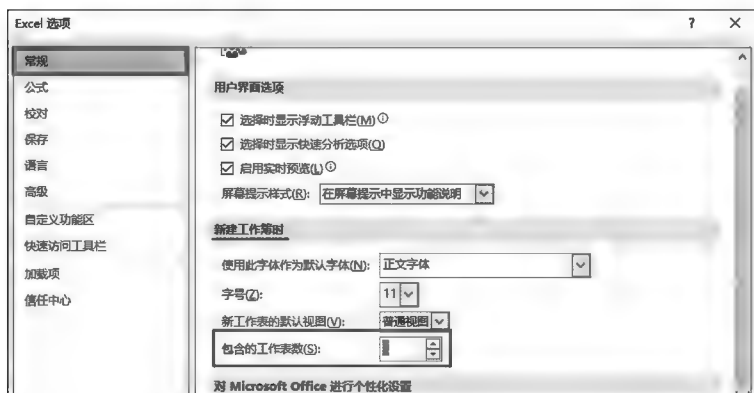 Excel 选项 ? ×
常规
公式
校对
保存
语言
高级
自定义功能区
快速访问工具栏
加载项
信任中心
用户界面选项
选择时显示浮动工具栏(M)
选择时显示快速分析选项(Q)
启用实时预览(L)
屏幕提示样式(R): 在屏幕提示中显示功能说明
新建工作簿时
使用此字体作为默认字体(N): 正文字体
字号(Z): 11
新工作表的默认视图(V): 普通视图
包含的工作表数(S):
对 Microsoft Office 进行个性化设置